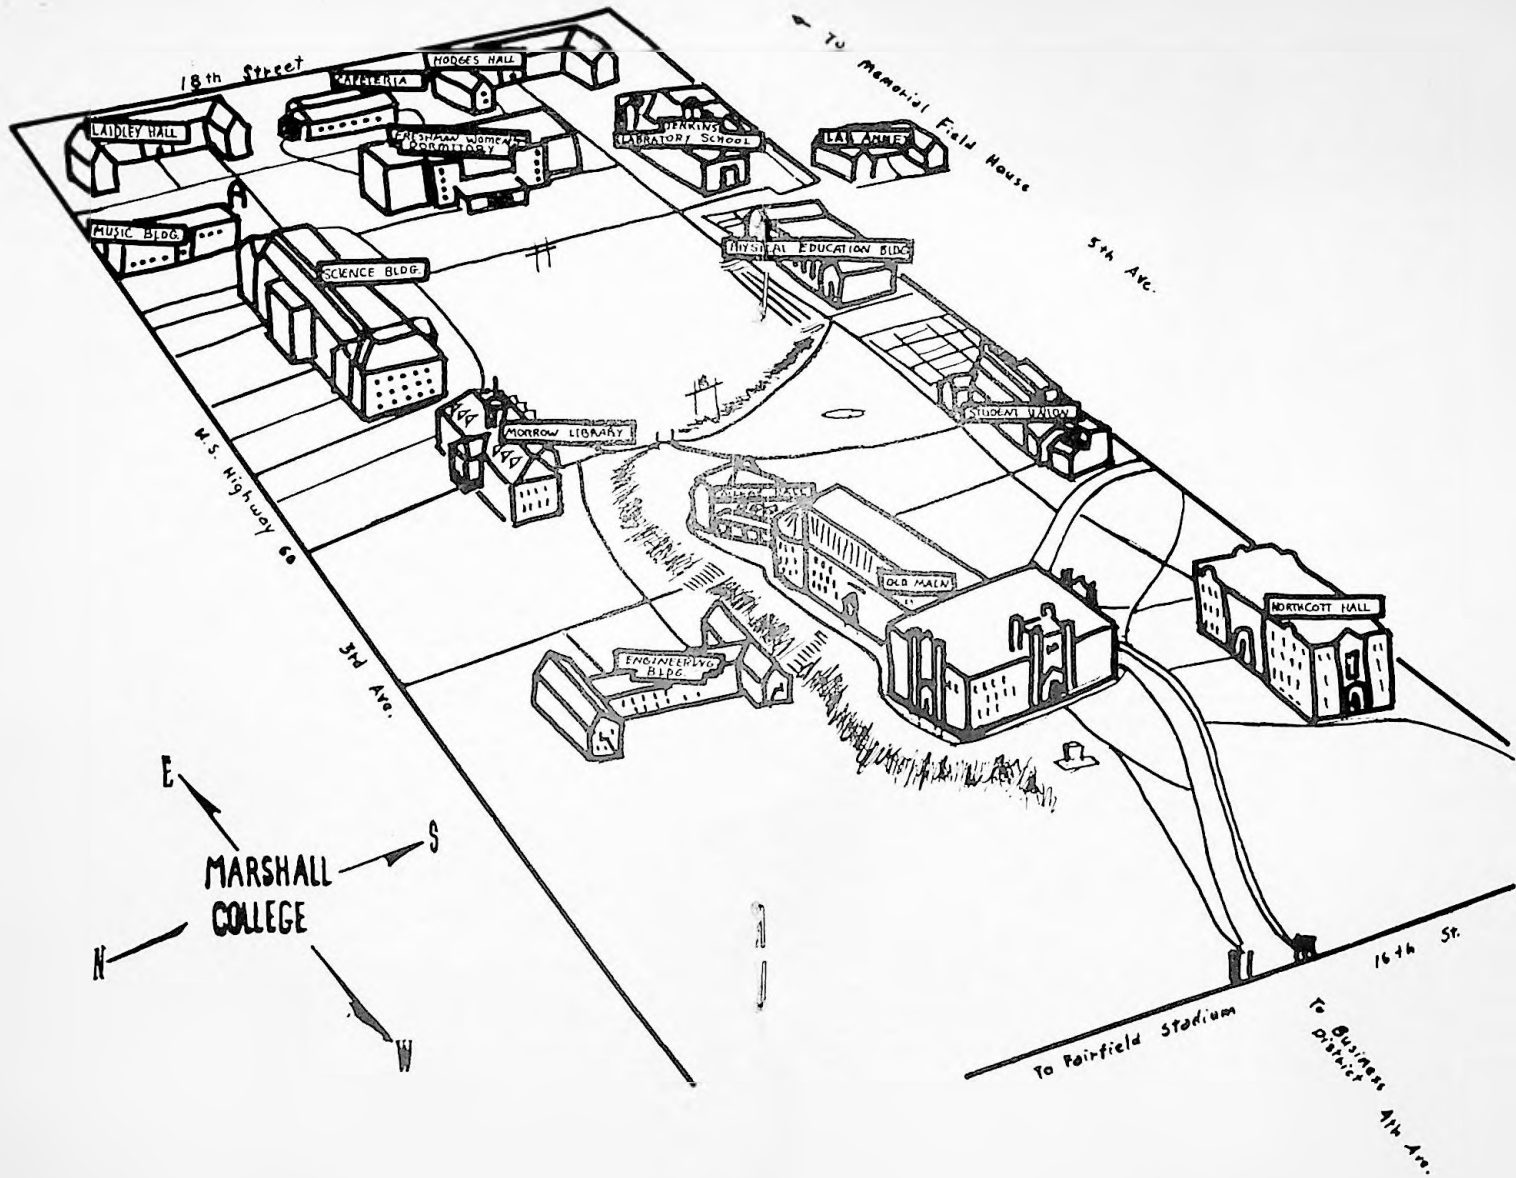 18th Street
HODGES HALL
CAFETERIA
LAIDLEY HALL
FRESHMAN WOMEN'S
DORMITORY
JENKINS
LABRATORY SCHOOL
LAB ANNEX
To
Memorial Field House
5th Ave.
MUSIC BLDG.
SCIENCE BLDG.
PHYSICAL EDUCATION BLDG
MORROW LIBRARY
STUDENT UNION
HALL
OLD MAIN
NORTHCOTT HALL
ENGINEERING
BLDG.
U.S. Highway 60
3rd Ave.
E
S
MARSHALL
COLLEGE
N
W
16th St.
To Fairfield Stadium
To Business
District 4th Ave.